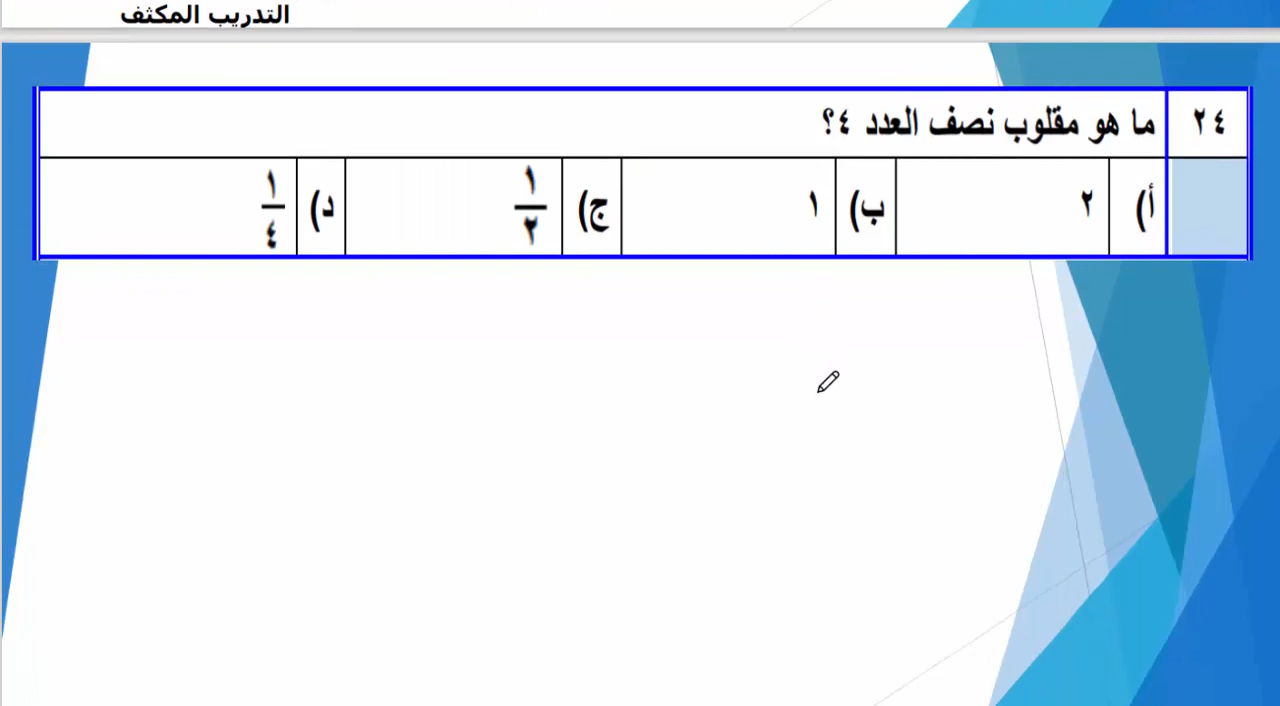 التدريب المكثف
٢٤ ما هو مقلوب نصف العدد ٤؟
أ) ٢ ب) ١ ج) ١/٢ د) ١/٤